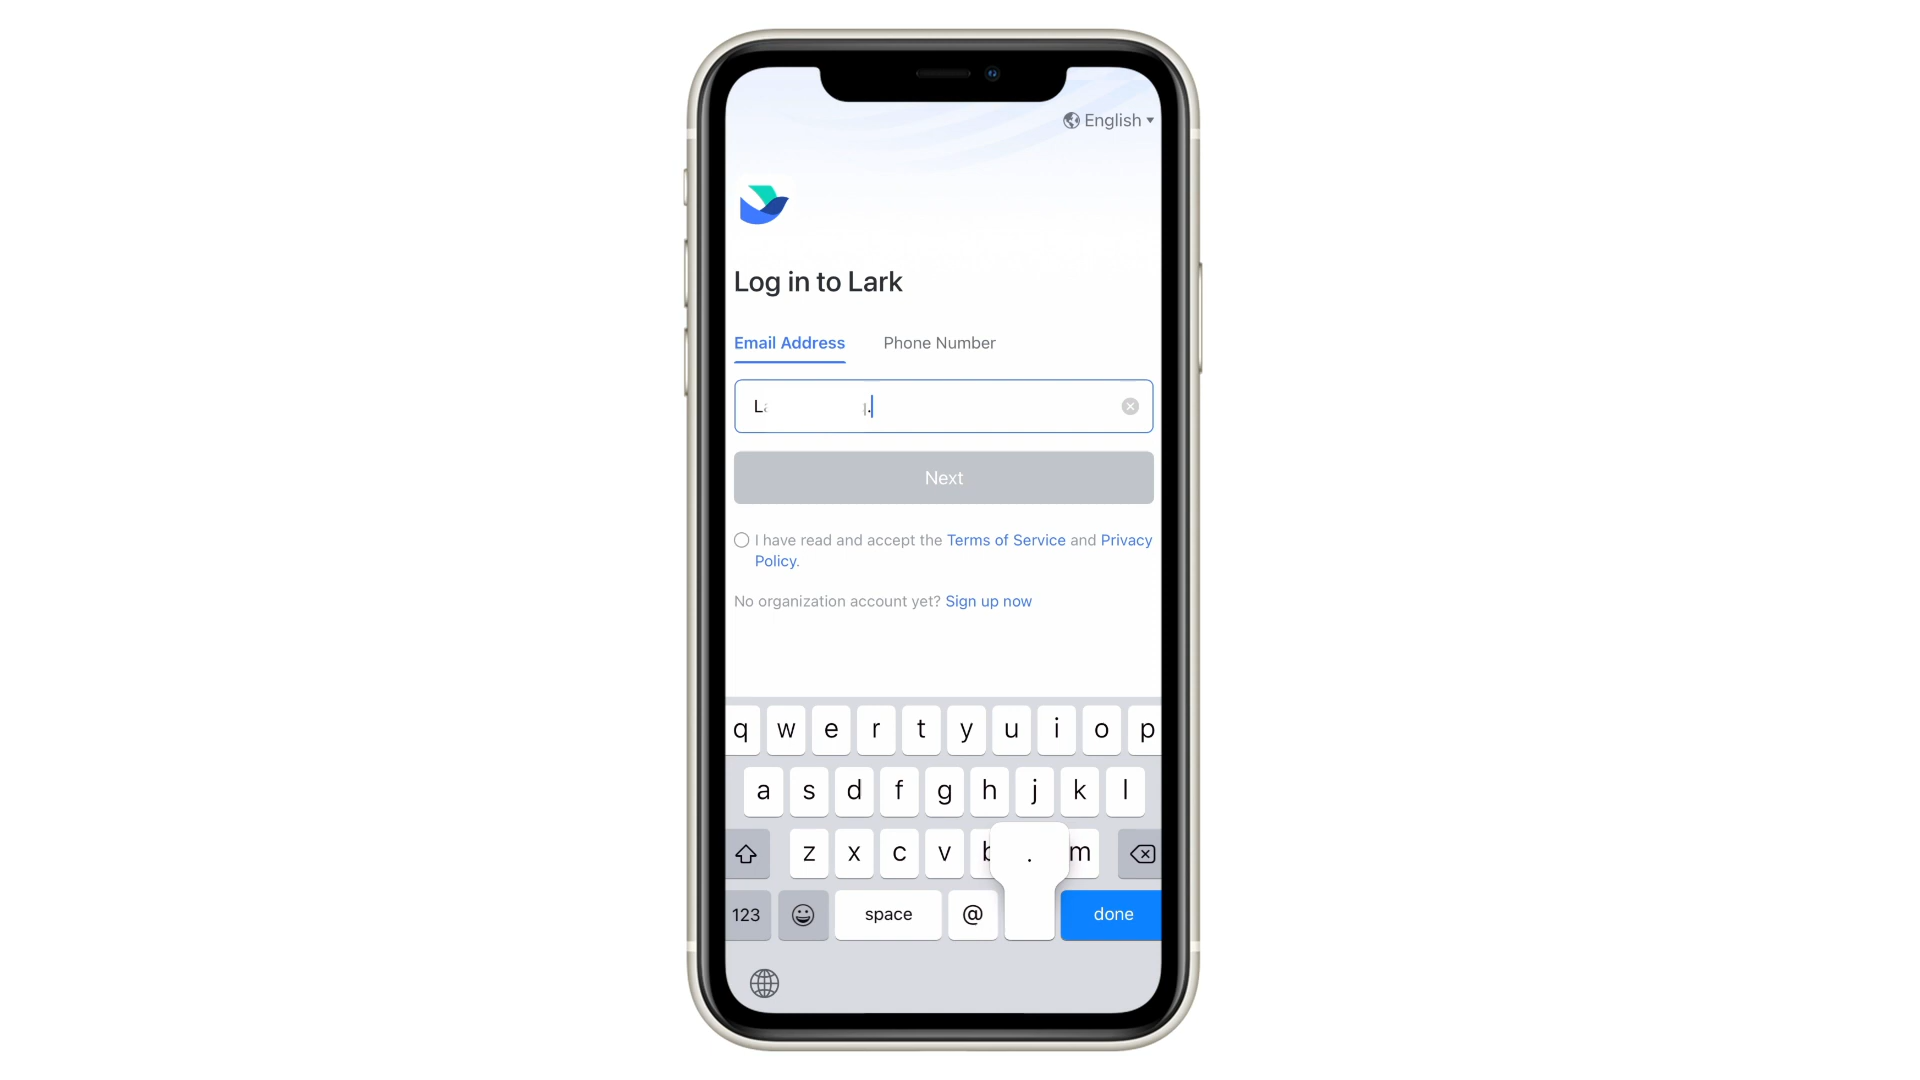 English
Log in to Lark
Email Address Phone Number
Next
I have read and accept the Terms of Service and Privacy
Policy.
No organization account yet? Sign up now
q w e r t y u i o p
a s d f g h j k l
z x c v b . m
123 space @ done